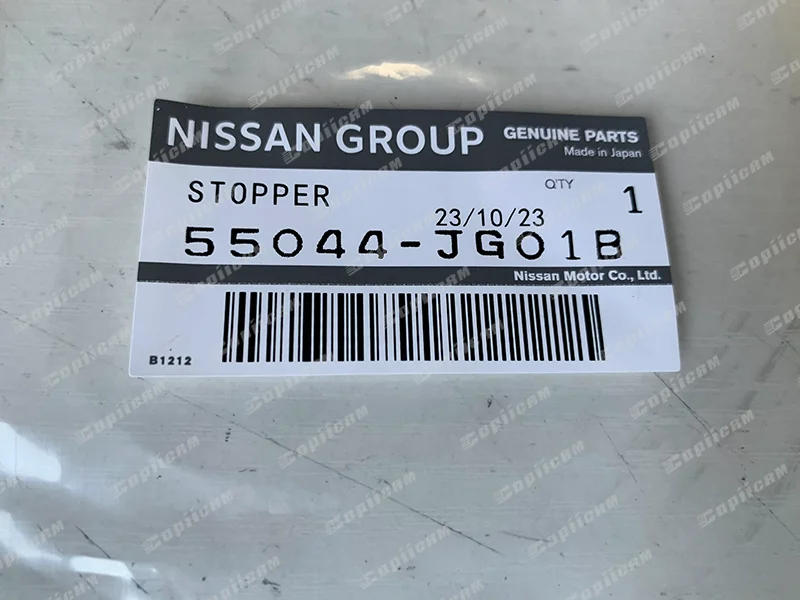 NISSAN GROUP GENUINE PARTS
Made in Japan
STOPPER Q'TY 1
23/10/23
55044-JG01B
Nissan Motor Co., Ltd.
B1212
CopiicAM